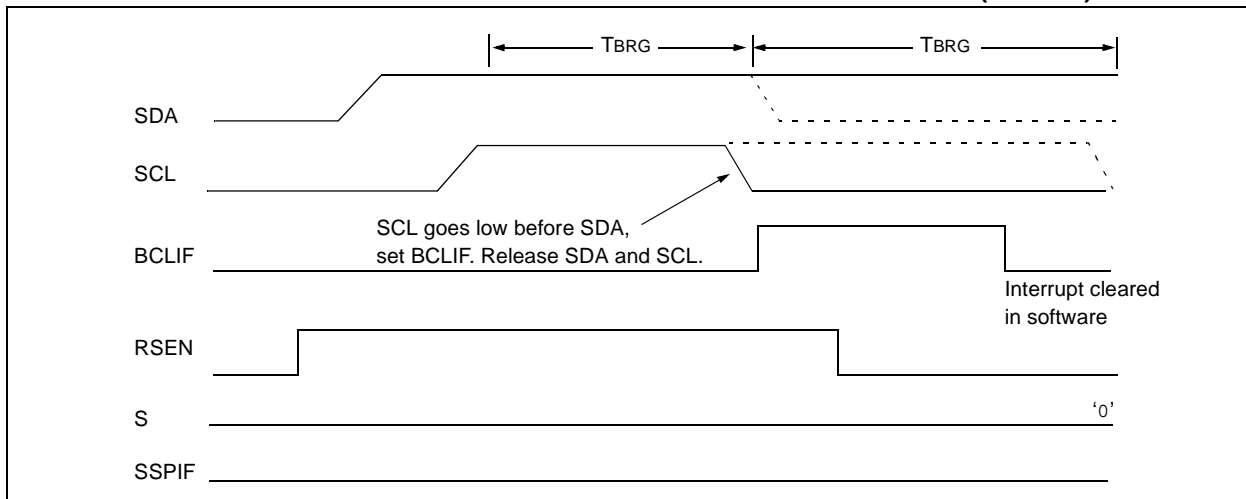 TBRG TBRG
SDA
SCL
SCL goes low before SDA,
set BCLIF. Release SDA and SCL.
BCLIF
Interrupt cleared
in software
RSEN
S ‘0’
SSPIF